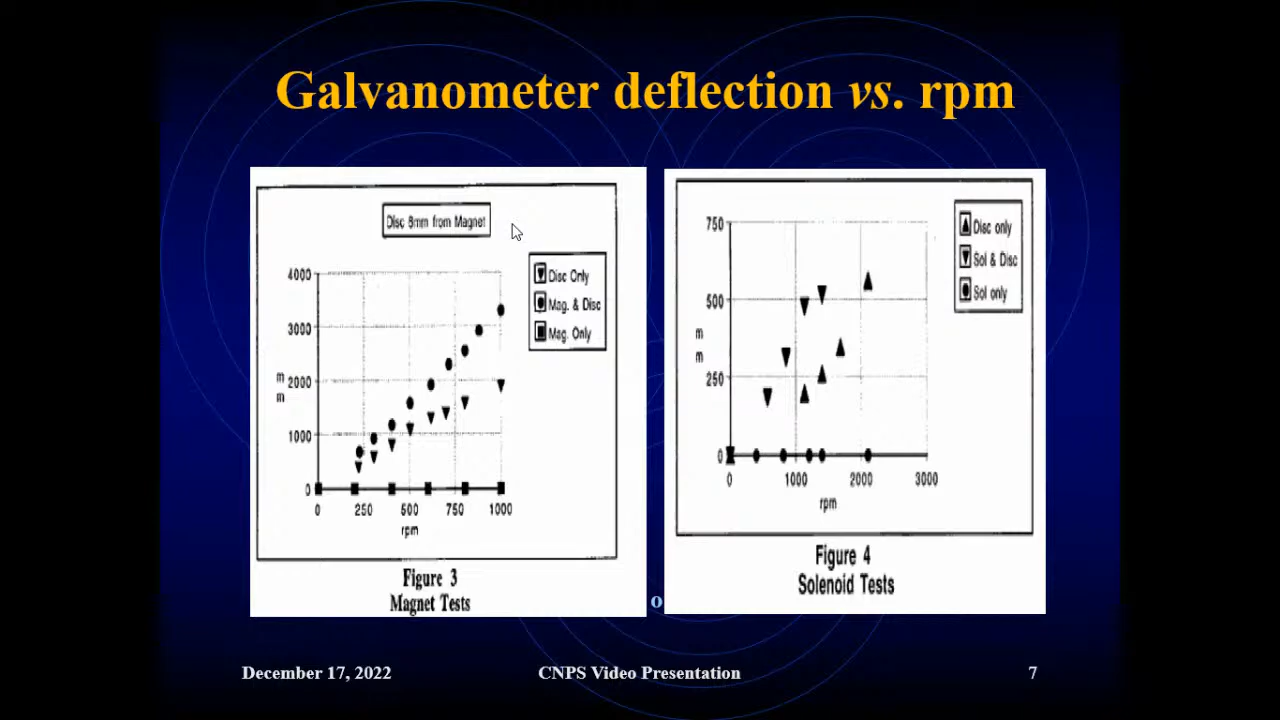 Galvanometer deflection vs. rpm
Disc 8mm from Magnet
Disc Only
Mag. & Disc
Mag. Only
4000
3000
m
2000
m
1000
0
0 250 500 750 1000
rpm
Figure 3
Magnet Tests
Disc only
Sol & Disc
Sol only
750
500
m
m
250
0
0 1000 2000 3000
rpm
Figure 4
Solenoid Tests
o
December 17, 2022 CNPS Video Presentation 7